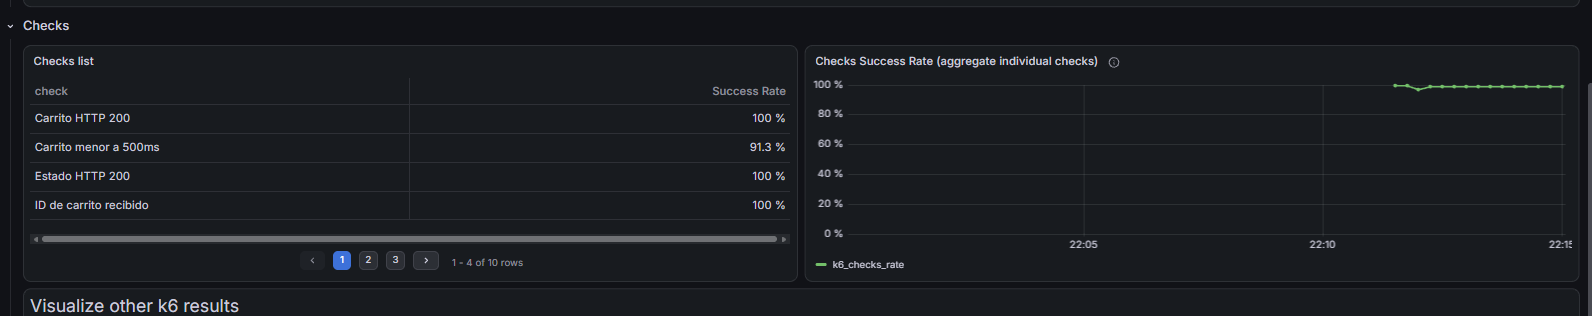 Checks
Checks list
check Success Rate
Carrito HTTP 200 100 %
Carrito menor a 500ms 91.3 %
Estado HTTP 200 100 %
ID de carrito recibido 100 %
1 2 3 1 - 4 of 10 rows
Checks Success Rate (aggregate individual checks)
100 %
80 %
60 %
40 %
20 %
0 %
22:05 22:10 22:15
k6_checks_rate
Visualize other k6 results